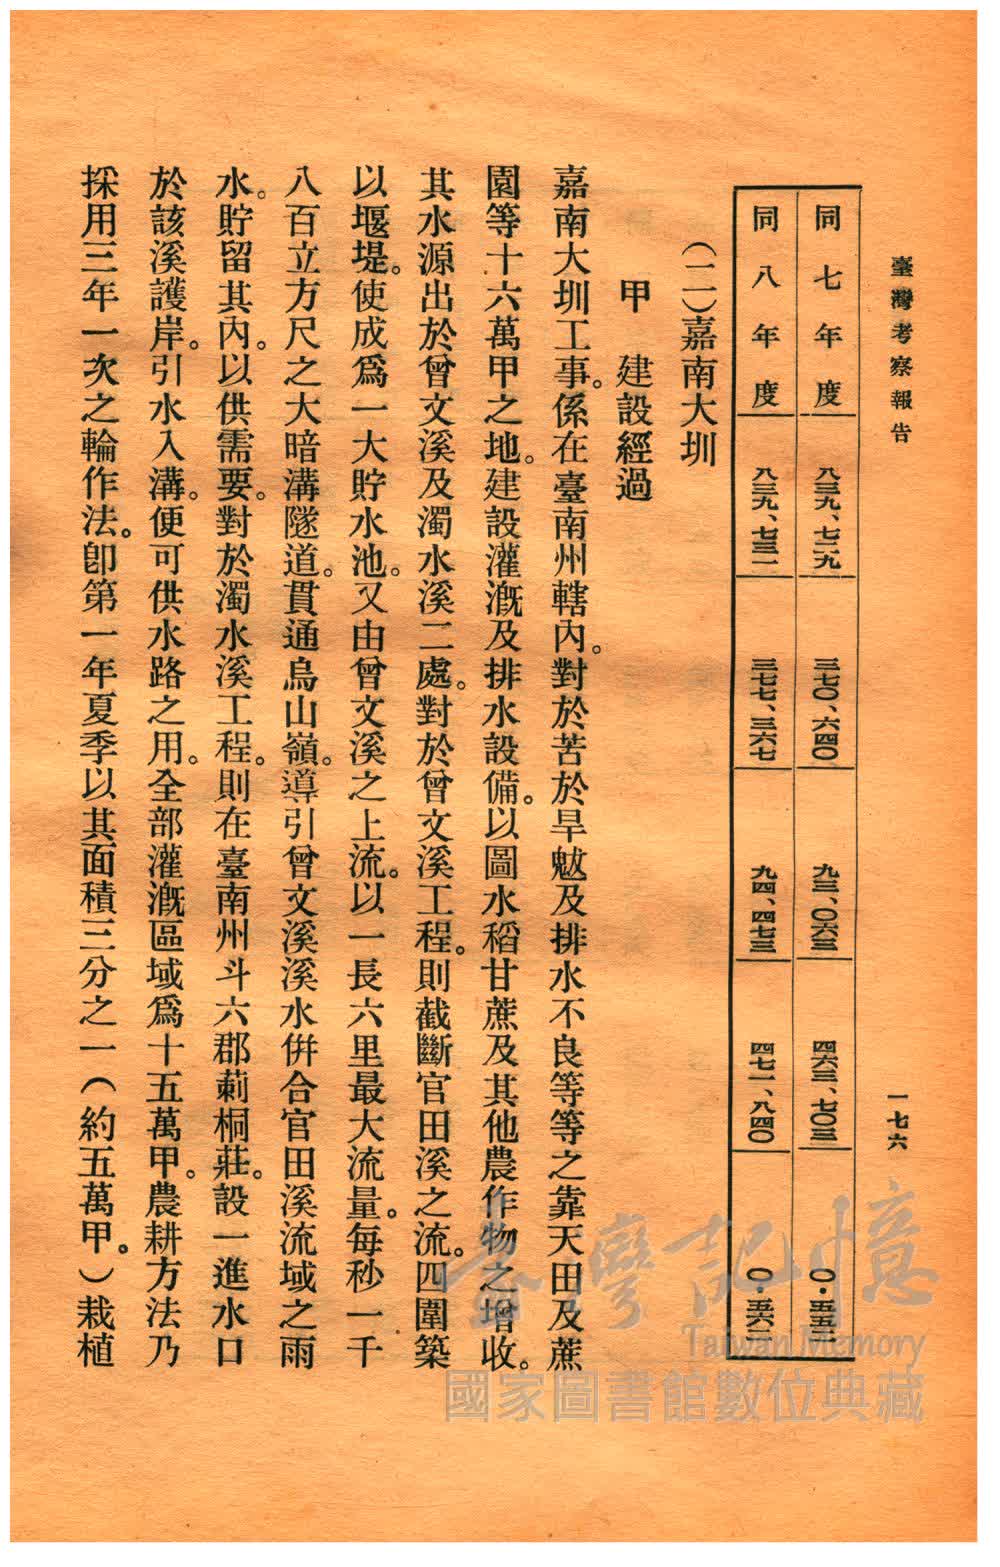 臺灣考察報告
一七六
同七年度 八三九、七二九 三七〇、六四〇 九三、〇六三 四六三、七〇三 〇・五五二
同八年度 八三九、七三二 三七七、三六七 九四、四七三 四七一、八四〇 〇・五六二
(二)嘉南大圳
甲 建設經過
嘉南大圳工事。係在臺南州轄內。對於苦於旱魃及排水不良等等之靠天田及蔗
園等十六萬甲之地。建設灌漑及排水設備。以圖水稻甘蔗及其他農作物之增收。
其水源出於曾文溪及濁水溪二處。對於曾文溪工程。則截斷官田溪之流。四圍築
以堰堤。使成爲一大貯水池。又由曾文溪之上流。以一長六里最大流量。每秒一千
八百立方尺之大暗溝隧道。貫通烏山嶺。導引曾文溪溪水倂合官田溪流域之雨
水。貯留其內。以供需要。對於濁水溪工程。則在臺南州斗六郡莿桐莊。設一進水口
於該溪護岸。引水入溝。便可供水路之用。全部灌漑區域爲十五萬甲。農耕方法乃
採用三年一次之輪作法。卽第一年夏季以其面積三分之一(約五萬甲。)栽植
臺灣記憶
Taiwan Memory
國家圖書館數位典藏